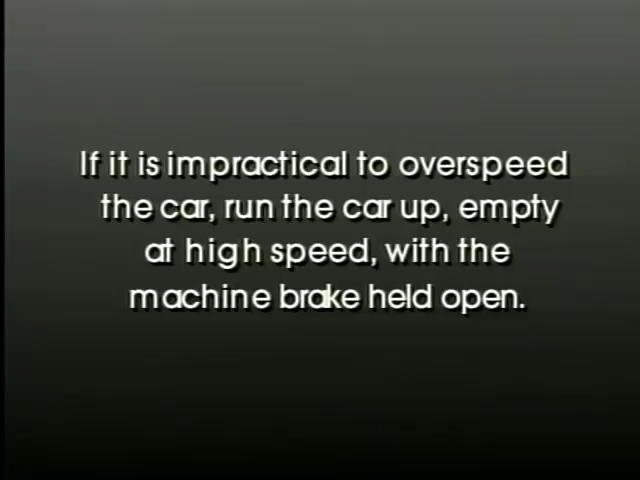 If it is impractical to overspeed
the car, run the car up, empty
at high speed, with the
machine brake held open.